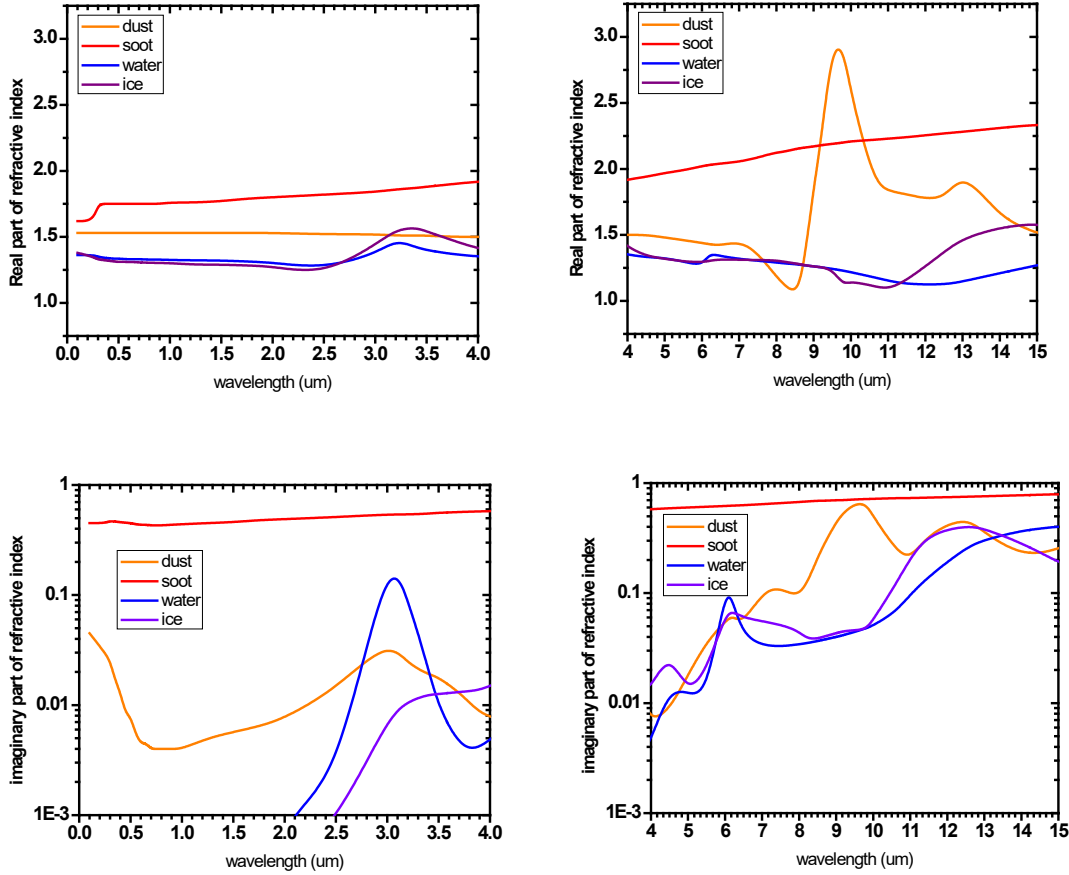 dust
soot
water
ice
3.0
2.5
2.0
1.5
1.0
Real part of refractive index
0.0 0.5 1.0 1.5 2.0 2.5 3.0 3.5 4.0
wavelength (um)
dust
soot
water
ice
3.0
2.5
2.0
1.5
1.0
Real part of refractive index
4 5 6 7 8 9 10 11 12 13 14 15
wavelength (um)
1
0.1
0.01
1E-3
imaginary part of refractive index
dust
soot
water
ice
0.0 0.5 1.0 1.5 2.0 2.5 3.0 3.5 4.0
wavelength (um)
1
0.1
0.01
1E-3
imaginary part of refractive index
dust
soot
water
ice
4 5 6 7 8 9 10 11 12 13 14 15
wavelength (um)